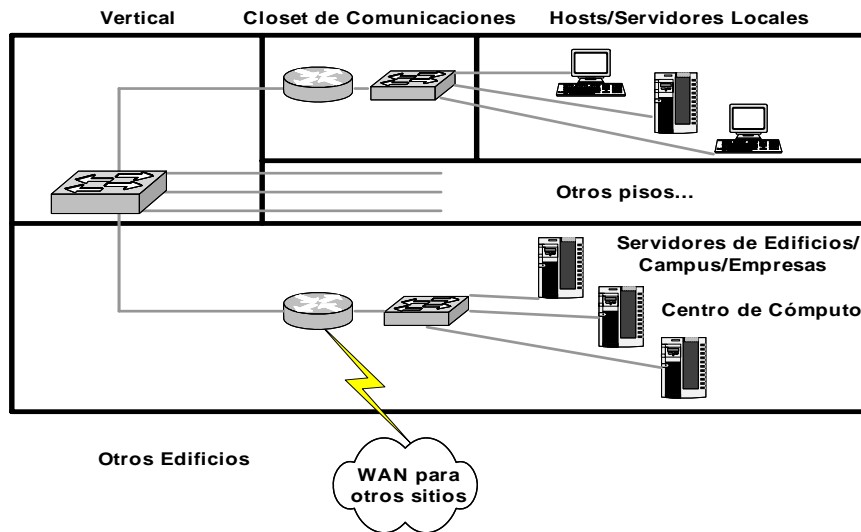 Vertical
Closet de Comunicaciones
Hosts/Servidores Locales
Otros pisos...
Servidores de Edificios/
Campus/Empresas
Centro de Cómputo
Otros Edificios
WAN para
otros sitios